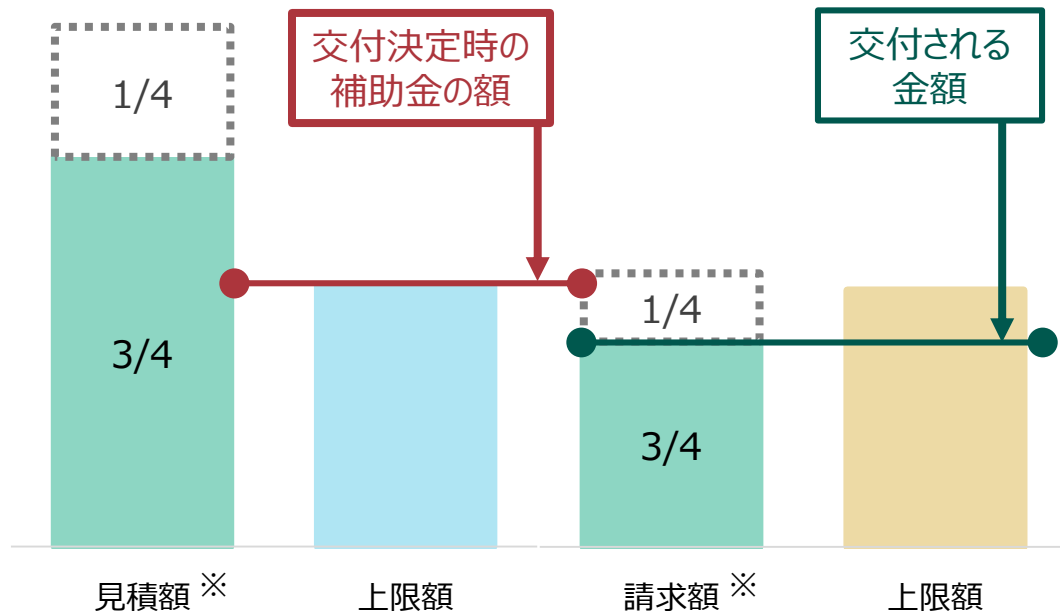 1/4
交付決定時の
補助金の額
交付される
金額
3/4
1/4
3/4
見積額※
上限額
請求額※
上限額